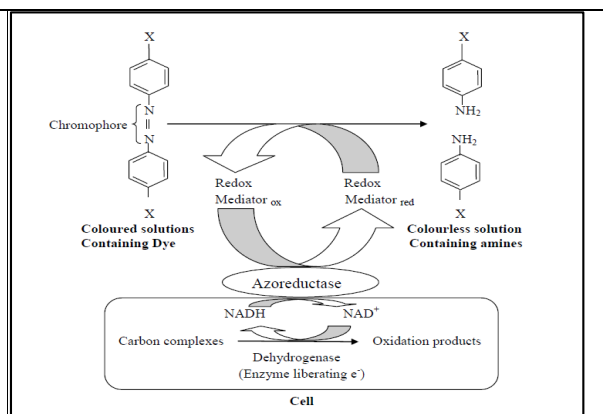 X
X
N
NH2
Chromophore
N
NH2
Redox
Mediator ox
Redox
Mediator red
X
X
Coloured solutions
Containing Dye
Colourless solution
Containing amines
Azoreductase
NADH
NAD+
Carbon complexes
Oxidation products
Dehydrogenase
(Enzyme liberating e-)
Cell